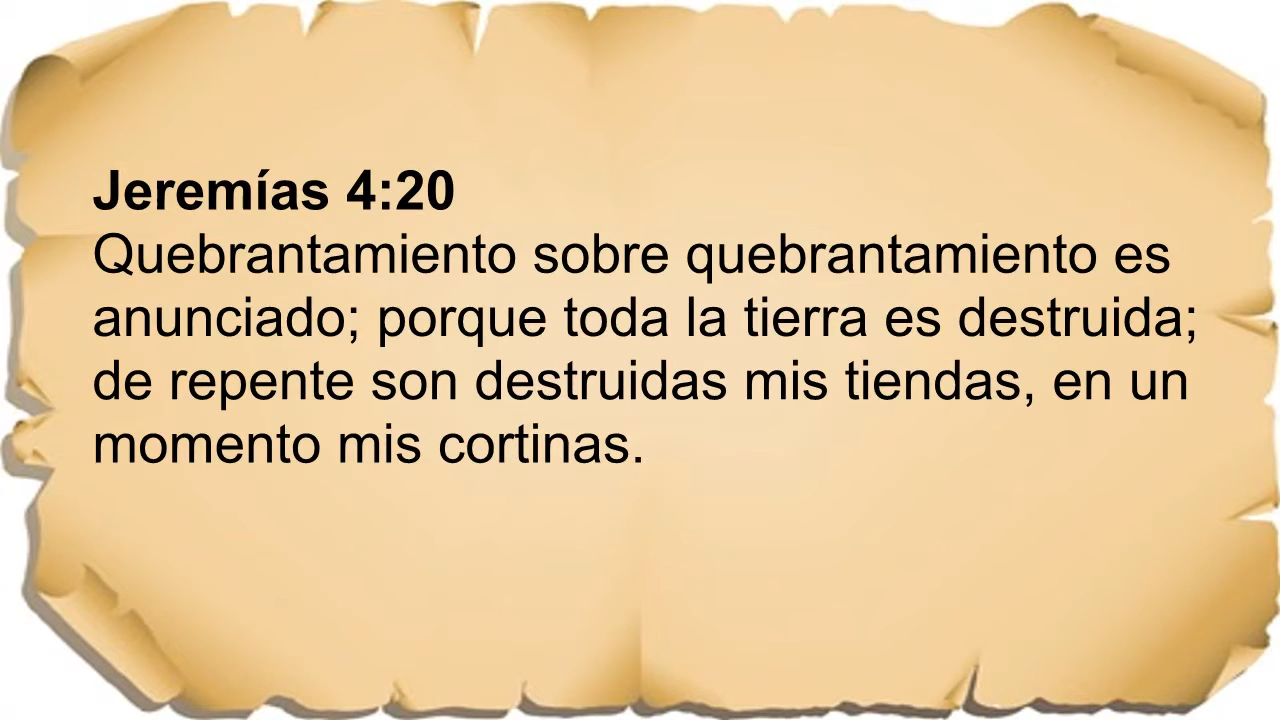 Jeremías 4:20
Quebrantamiento sobre quebrantamiento es
anunciado; porque toda la tierra es destruida;
de repente son destruidas mis tiendas, en un
momento mis cortinas.